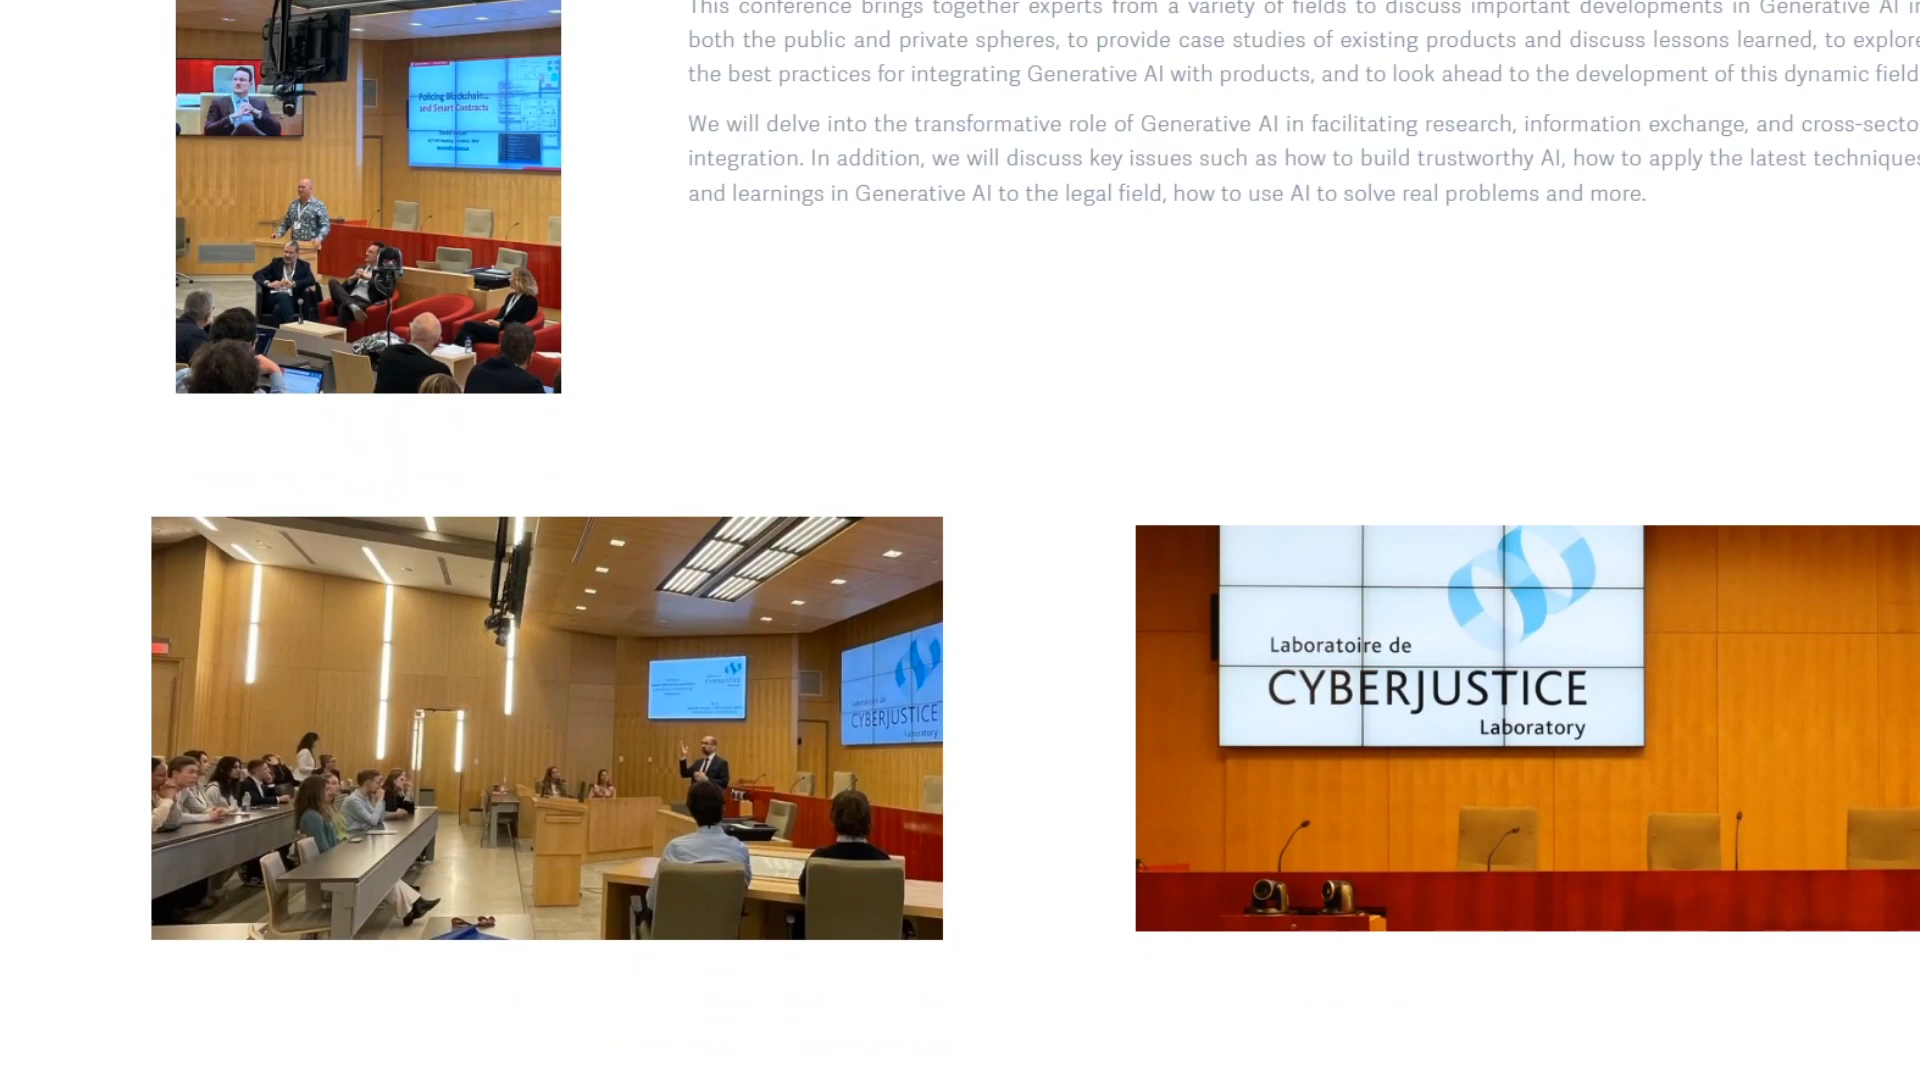 This conference brings together experts from a variety of fields to discuss important developments in Generative AI in
both the public and private spheres, to provide case studies of existing products and discuss lessons learned, to explore
the best practices for integrating Generative AI with products, and to look ahead to the development of this dynamic field
We will delve into the transformative role of Generative AI in facilitating research, information exchange, and cross-secto
integration. In addition, we will discuss key issues such as how to build trustworthy AI, how to apply the latest techniques
and learnings in Generative AI to the legal field, how to use AI to solve real problems and more.
Policing Blockchain...
and Smart Contracts
CYBERJUSTICE
Laboratory
Laboratoire de
CYBERJUSTICE
Laboratory